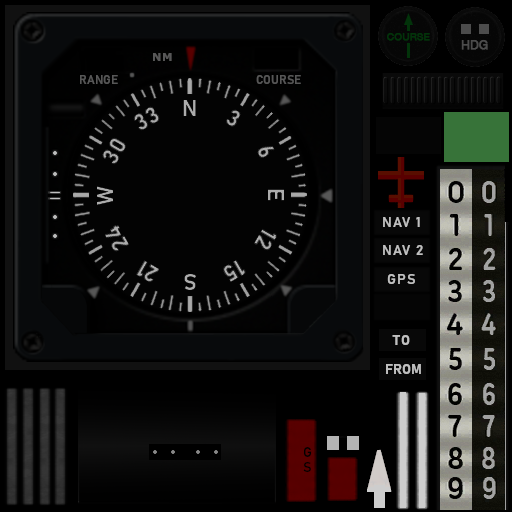 COURSE
HDG
NM
RANGE
COURSE
N
33
3
30
6
W
E
24
12
21
15
S
NAV 1
NAV 2
GPS
TO
FROM
0 0
1 1
2 2
3 3
4 4
5 5
6 6
7 7
8 8
9 9
GS